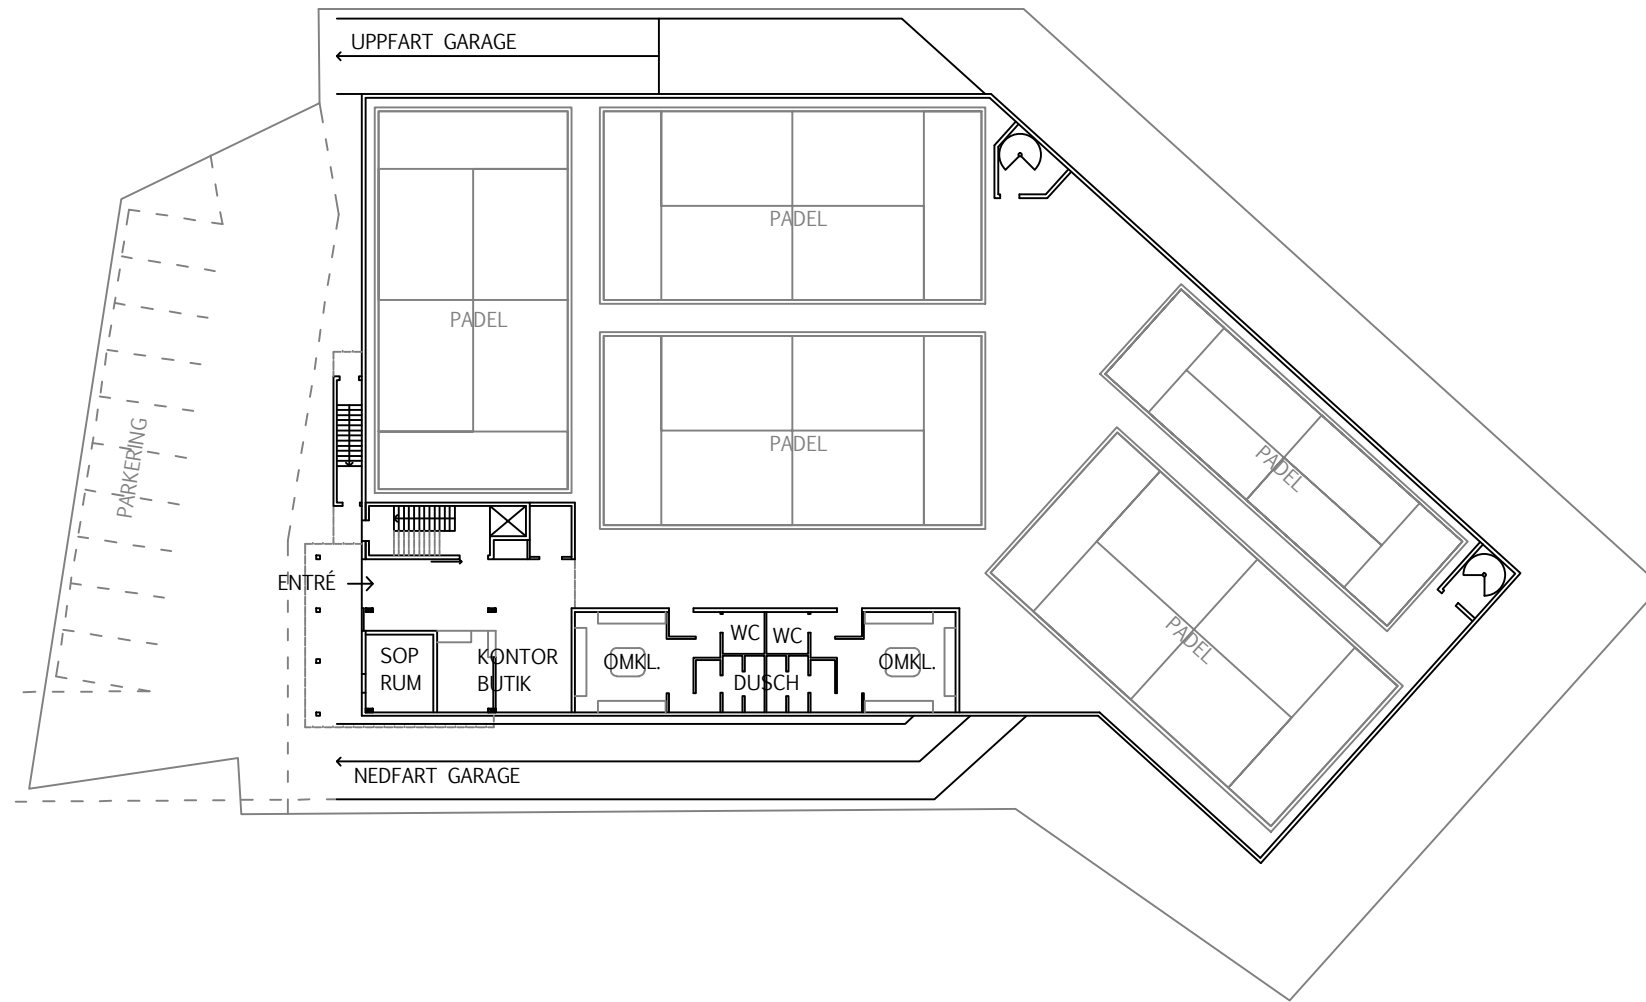 UPPFART GARAGE
PADEL
PADEL
PADEL
PADEL
PADEL
PADEL
PARKERING
ENTRÉ
SOP
RUM
KONTOR
BUTIK
OMKL.
WC
WC
DUSCH
OMKL.
NEDFART GARAGE